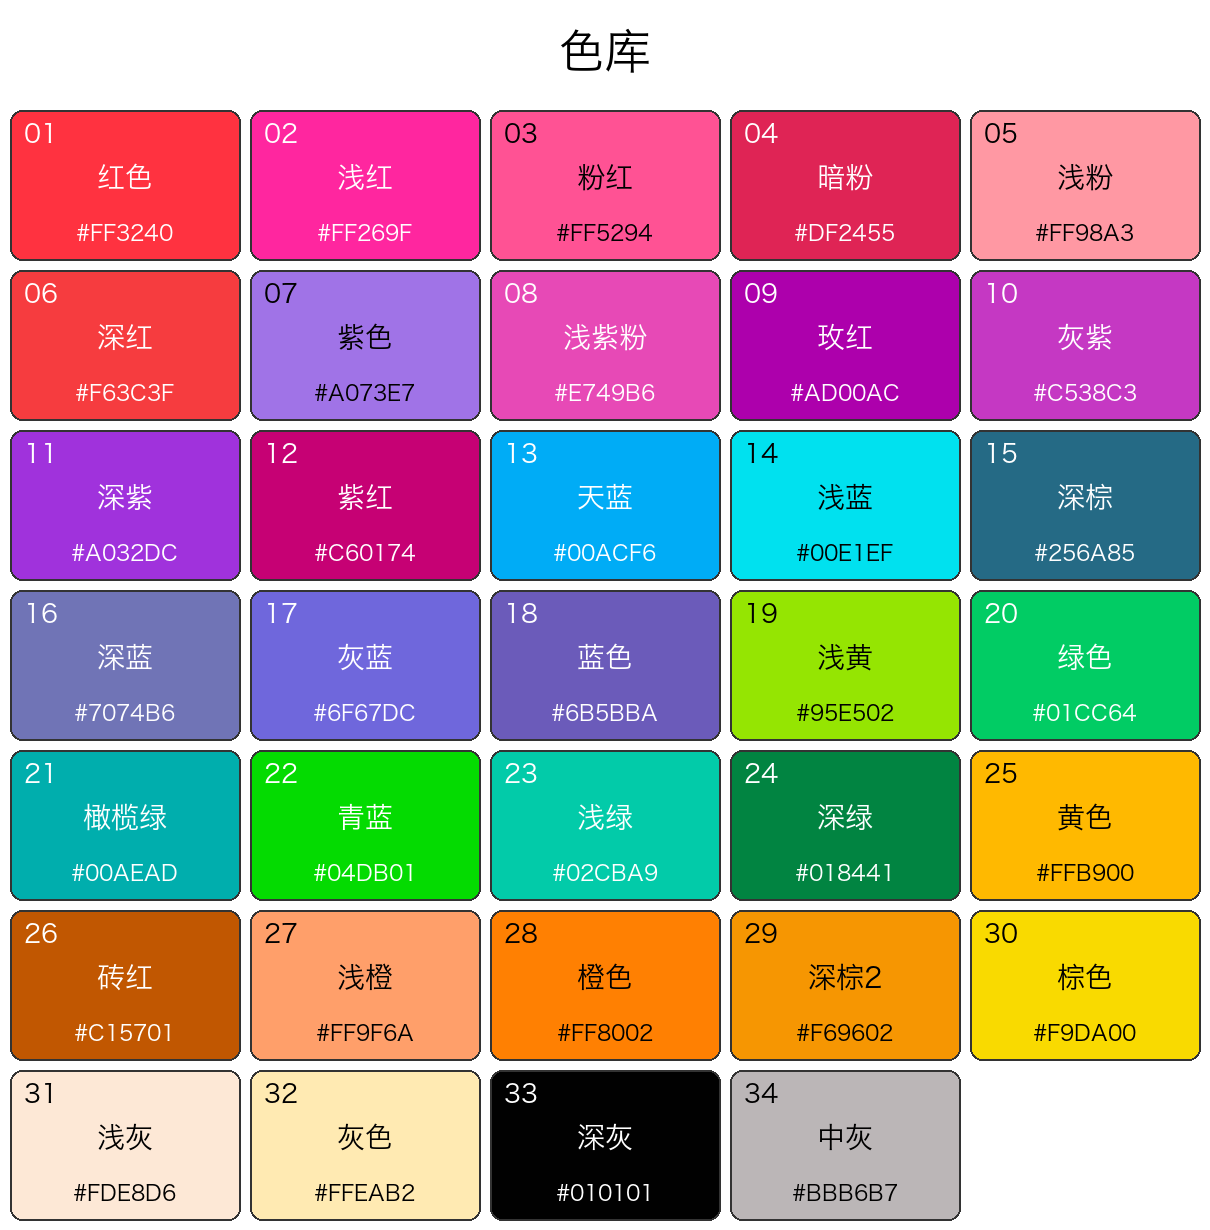 色库
01
红色
#FF3240
02
浅红
#FF269F
03
粉红
#FF5294
04
暗粉
#DF2455
05
浅粉
#FF98A3
06
深红
#F63C3F
07
紫色
#A073E7
08
浅紫粉
#E749B6
09
玫红
#AD00AC
10
灰紫
#C538C3
11
深紫
#A032DC
12
紫红
#C60174
13
天蓝
#00ACF6
14
浅蓝
#00E1EF
15
深棕
#256A85
16
深蓝
#7074B6
17
灰蓝
#6F67DC
18
蓝色
#6B5BBA
19
浅黄
#95E502
20
绿色
#01CC64
21
橄榄绿
#00AEAD
22
青蓝
#04DB01
23
浅绿
#02CBA9
24
深绿
#018441
25
黄色
#FFB900
26
砖红
#C15701
27
浅橙
#FF9F6A
28
橙色
#FF8002
29
深棕2
#F69602
30
棕色
#F9DA00
31
浅灰
#FDE8D6
32
灰色
#FFEAB2
33
深灰
#010101
34
中灰
#BBB6B7